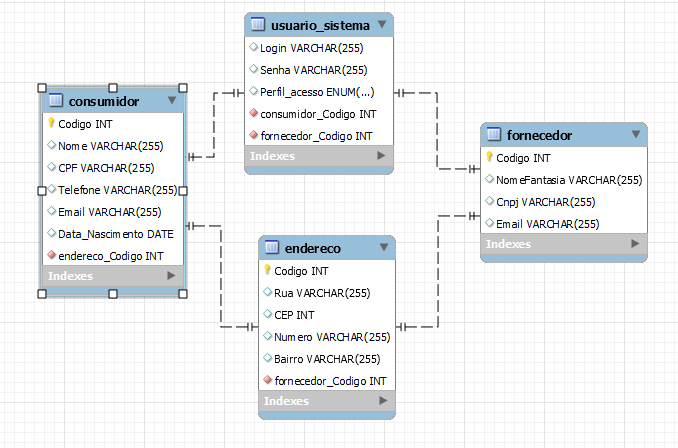 usuario_sistema
Login VARCHAR(255)
Senha VARCHAR(255)
Perfil_acesso ENUM(...)
consumidor_Codigo INT
fornecedor_Codigo INT
Indexes
consumidor
Codigo INT
Nome VARCHAR(255)
CPF VARCHAR(255)
Telefone VARCHAR(255)
Email VARCHAR(255)
Data_Nascimento DATE
endereco_Codigo INT
Indexes
fornecedor
Codigo INT
NomeFantasia VARCHAR(255)
Cnpj VARCHAR(255)
Email VARCHAR(255)
Indexes
endereco
Codigo INT
Rua VARCHAR(255)
CEP INT
Numero VARCHAR(255)
Bairro VARCHAR(255)
fornecedor_Codigo INT
Indexes